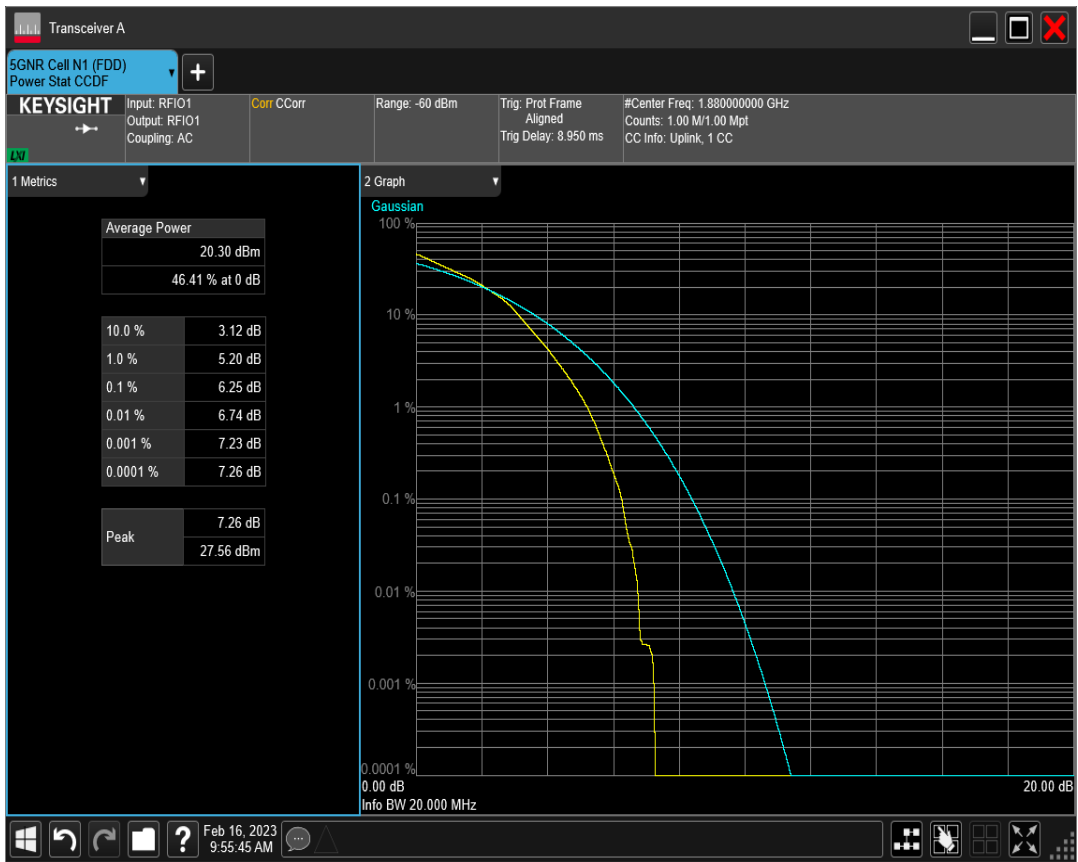 Transceiver A
5GNR Cell N1 (FDD)
Power Stat CCDF
+
KEYSIGHT
LXI
Input: RFIO1
Output: RFIO1
Coupling: AC
Corr CCorr
Range: -60 dBm
Trig: Prot Frame
Aligned
Trig Delay: 8.950 ms
#Center Freq: 1.880000000 GHz
Counts: 1.00 M/1.00 Mpt
CC Info: Uplink, 1 CC
1 Metrics
Average Power
20.30 dBm
46.41 % at 0 dB
10.0 % 3.12 dB
1.0 % 5.20 dB
0.1 % 6.25 dB
0.01 % 6.74 dB
0.001 % 7.23 dB
0.0001 % 7.26 dB
Peak
7.26 dB
27.56 dBm
2 Graph
Gaussian
100 %
10 %
1 %
0.1 %
0.01 %
0.001 %
0.0001 %
0.00 dB 20.00 dB
Info BW 20.000 MHz
?
Feb 16, 2023
9:55:45 AM